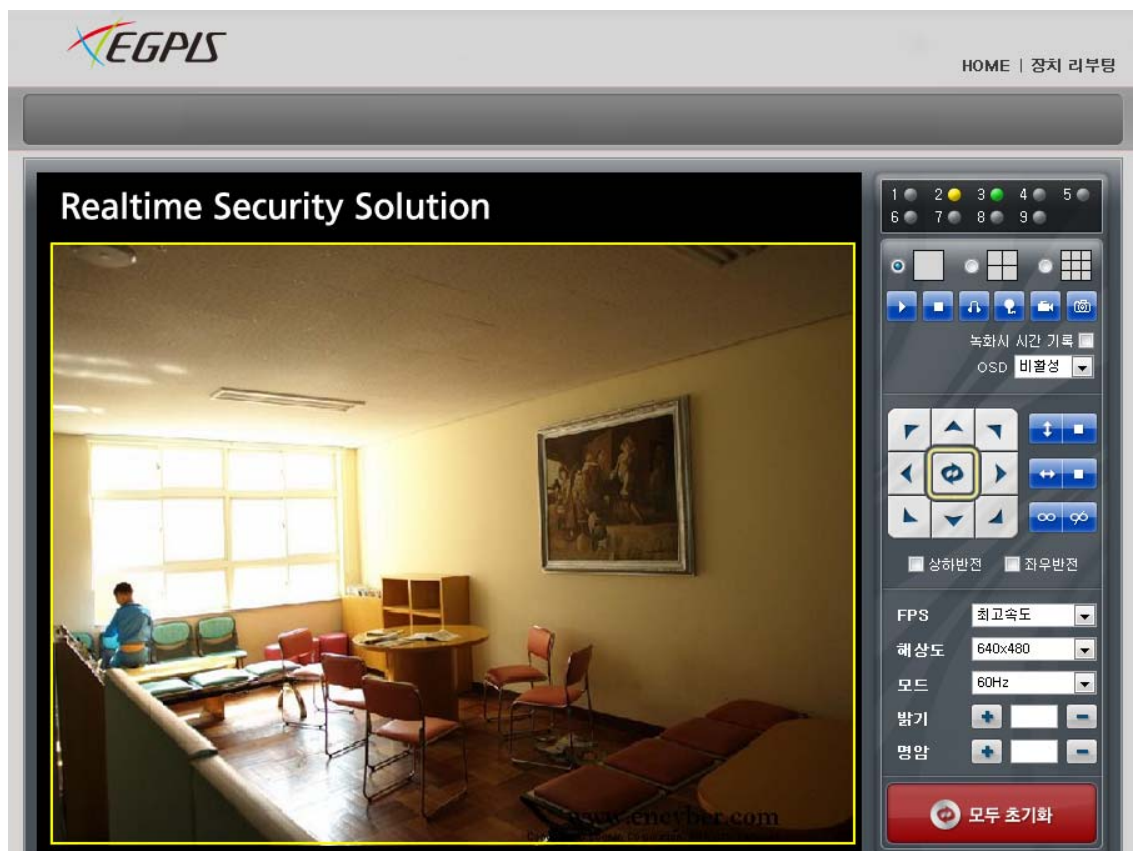 EGPIS
HOME | 장치 리부팅
Realtime Security Solution
1 2 3 4 5
6 7 8 9
녹화시 시간 기록
OSD 비활성
상하반전 좌우반전
FPS 최고속도
해상도 640x480
모드 60Hz
밝기
명암
모두 초기화
www.encyber.com